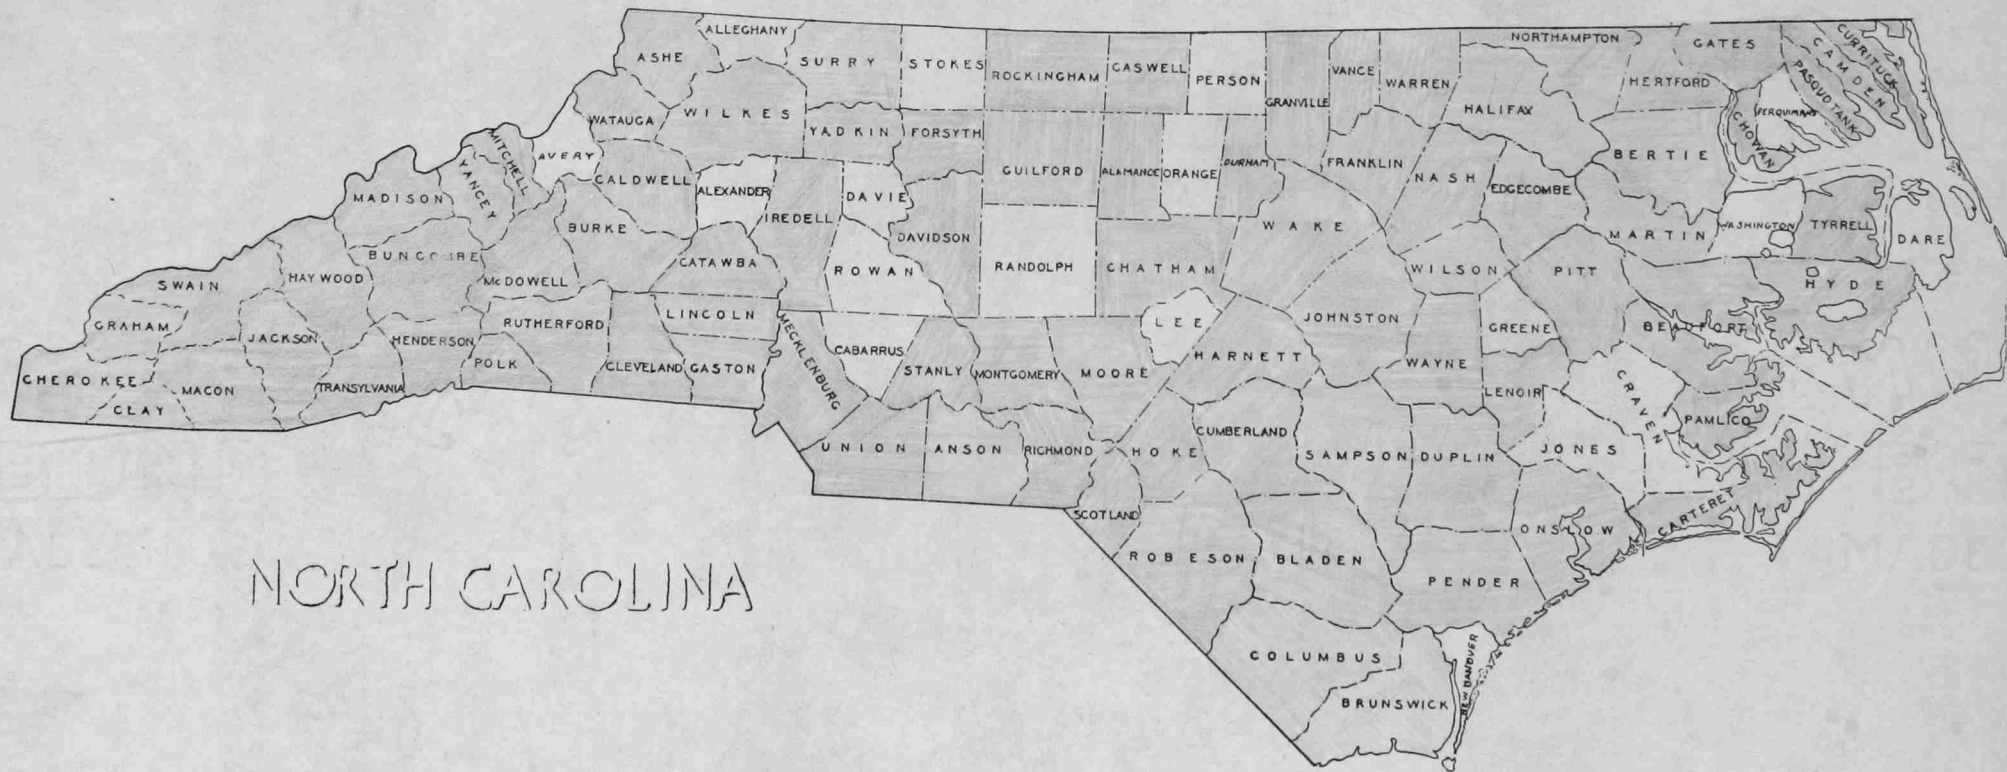 ALLEGHANY
ASHE
SURRY
STOKES
ROCKINGHAM
CASWELL
PERSON
GRANVILLE
VANCE
WARREN
NORTHAMPTON
GATES
HERTFORD
HALIFAX
CURRITUCK
CAMDEN
PASQUOTANK
PERQUIMANS
CHOWAN
WATAUGA
WILKES
YADKIN
FORSYTH
GUILFORD
ALAMANCE
ORANGE
DURHAM
FRANKLIN
NASH
EDGECOMBE
BERTIE
MITCHELL
YANCEY
AVERY
CALDWELL
ALEXANDER
IREDELL
DAVIE
DAVIDSON
RANDOLPH
CHATHAM
WAKE
WILSON
PITT
MARTIN
WASHINGTON
TYRRELL
DARE
HYDE
MADISON
BUNCOMBE
BURKE
McDOWELL
CATAWBA
ROWAN
SWAIN
HAYWOOD
GRAHAM
JACKSON
HENDERSON
RUTHERFORD
LINCOLN
MECKLENBURG
CABARRUS
STANLY
MONTGOMERY
MOORE
LEE
HARNETT
JOHNSTON
WAYNE
GREENE
BEAUFORT
CRAVEN
LENOIR
PAMLICO
CHEROKEE
CLAY
MACON
TRANSYLVANIA
POLK
CLEVELAND
GASTON
UNION
ANSON
RICHMOND
HOKE
CUMBERLAND
SAMPSON
DUPLIN
JONES
CARTERET
ONSLOW
SCOTLAND
ROBESON
BLADEN
PENDER
COLUMBUS
BRUNSWICK
NEW HANOVER
NORTH CAROLINA